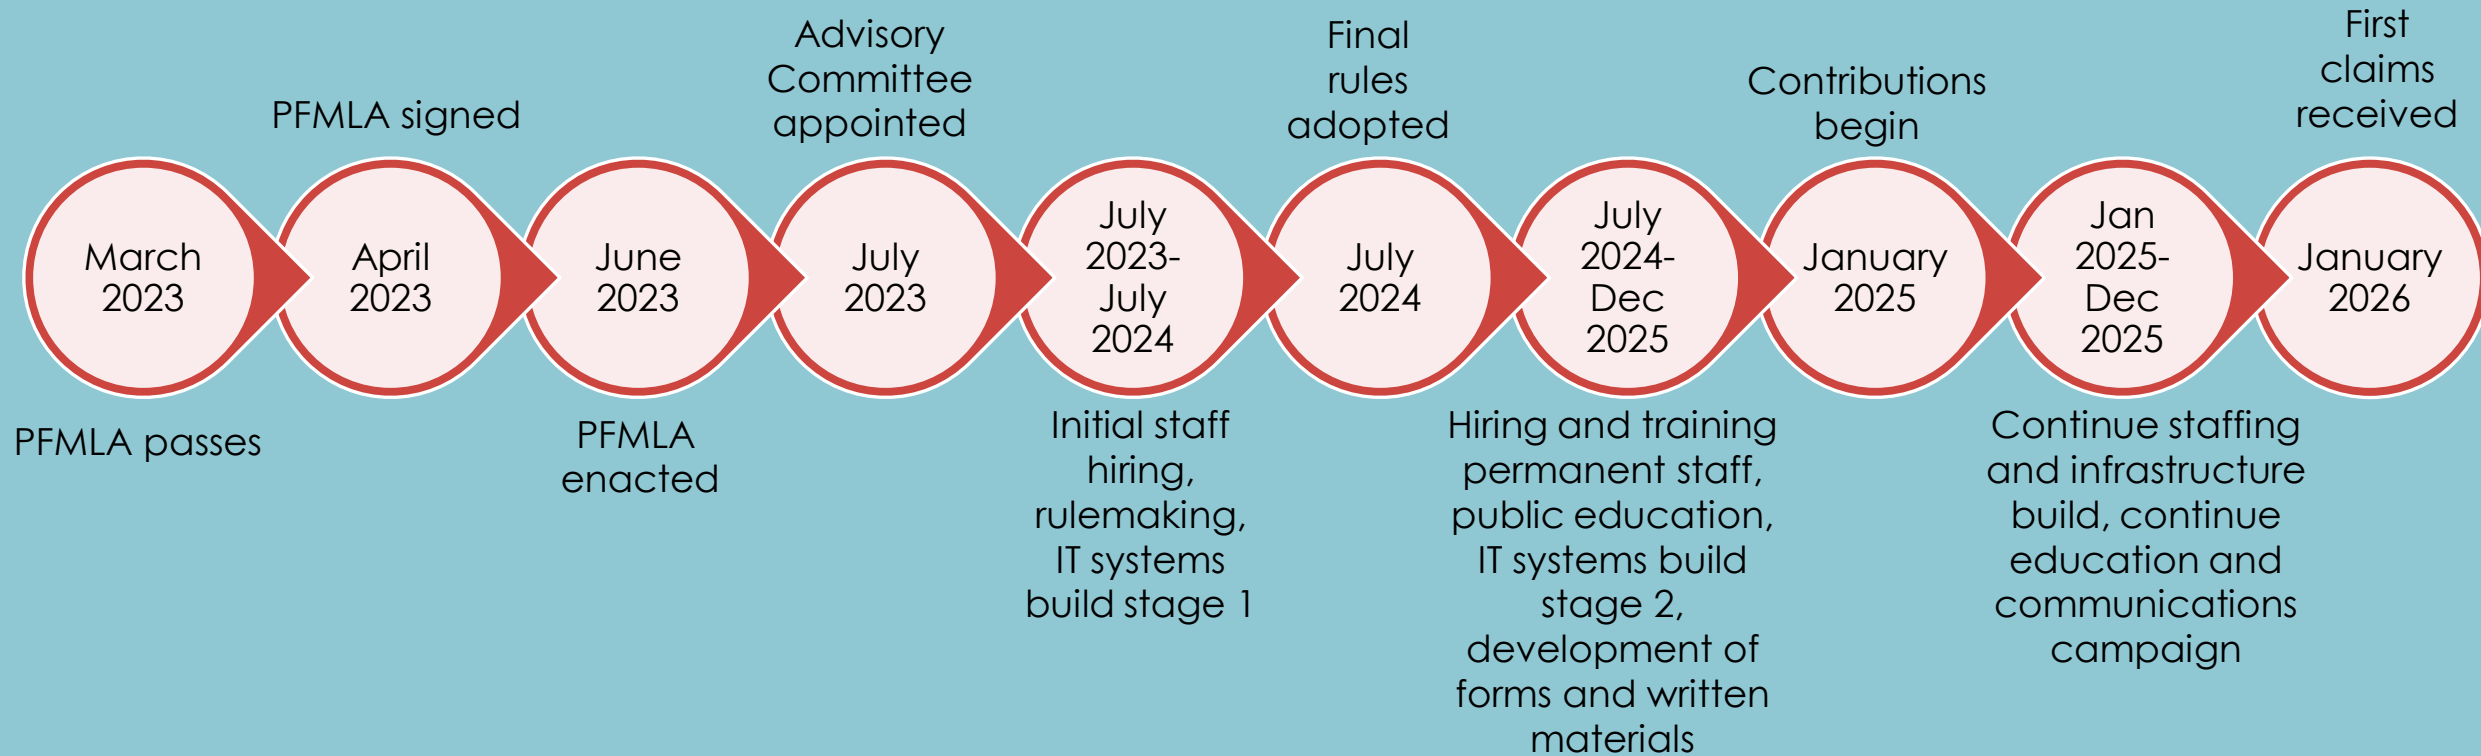 March
2023
PFMLA passes
PFMLA signed
April
2023
June
2023
PFMLA
enacted
Advisory
Committee
appointed
July
2023
July
2023-
July
2024
Initial staff
hiring,
rulemaking,
IT systems
build stage 1
Final
rules
adopted
July
2024
July
2024-
Dec
2025
Hiring and training
permanent staff,
public education,
IT systems build
stage 2,
development of
forms and written
materials
Contributions
begin
January
2025
Jan
2025-
Dec
2025
Continue staffing
and infrastructure
build, continue
education and
communications
campaign
First
claims
received
January
2026